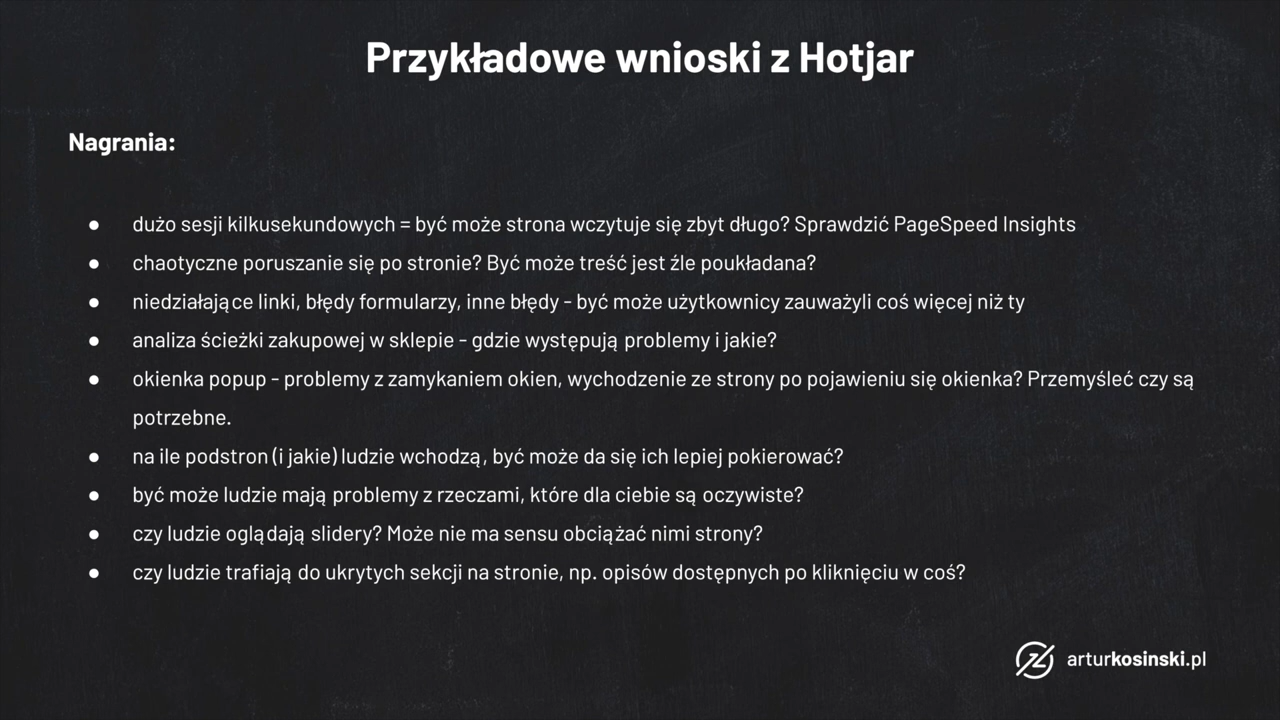 Przykładowe wnioski z Hotjar
Nagrania:
● dużo sesji kilkusekundowych = być może strona wczytuje się zbyt długo? Sprawdzić PageSpeed Insights
● chaotyczne poruszanie się po stronie? Być może treść jest źle poukładana?
● niedziałające linki, błędy formularzy, inne błędy - być może użytkownicy zauważyli coś więcej niż ty
● analiza ścieżki zakupowej w sklepie - gdzie występują problemy i jakie?
● okienka popup - problemy z zamykaniem okien, wychodzenie ze strony po pojawieniu się okienka? Przemyśleć czy są
potrzebne.
● na ile podstron (i jakie) ludzie wchodzą, być może da się ich lepiej pokierować?
● być może ludzie mają problemy z rzeczami, które dla ciebie są oczywiste?
● czy ludzie oglądają slidery? Może nie ma sensu obciążać nimi strony?
● czy ludzie trafiają do ukrytych sekcji na stronie, np. opisów dostępnych po kliknięciu w coś?
arturkosinski.pl